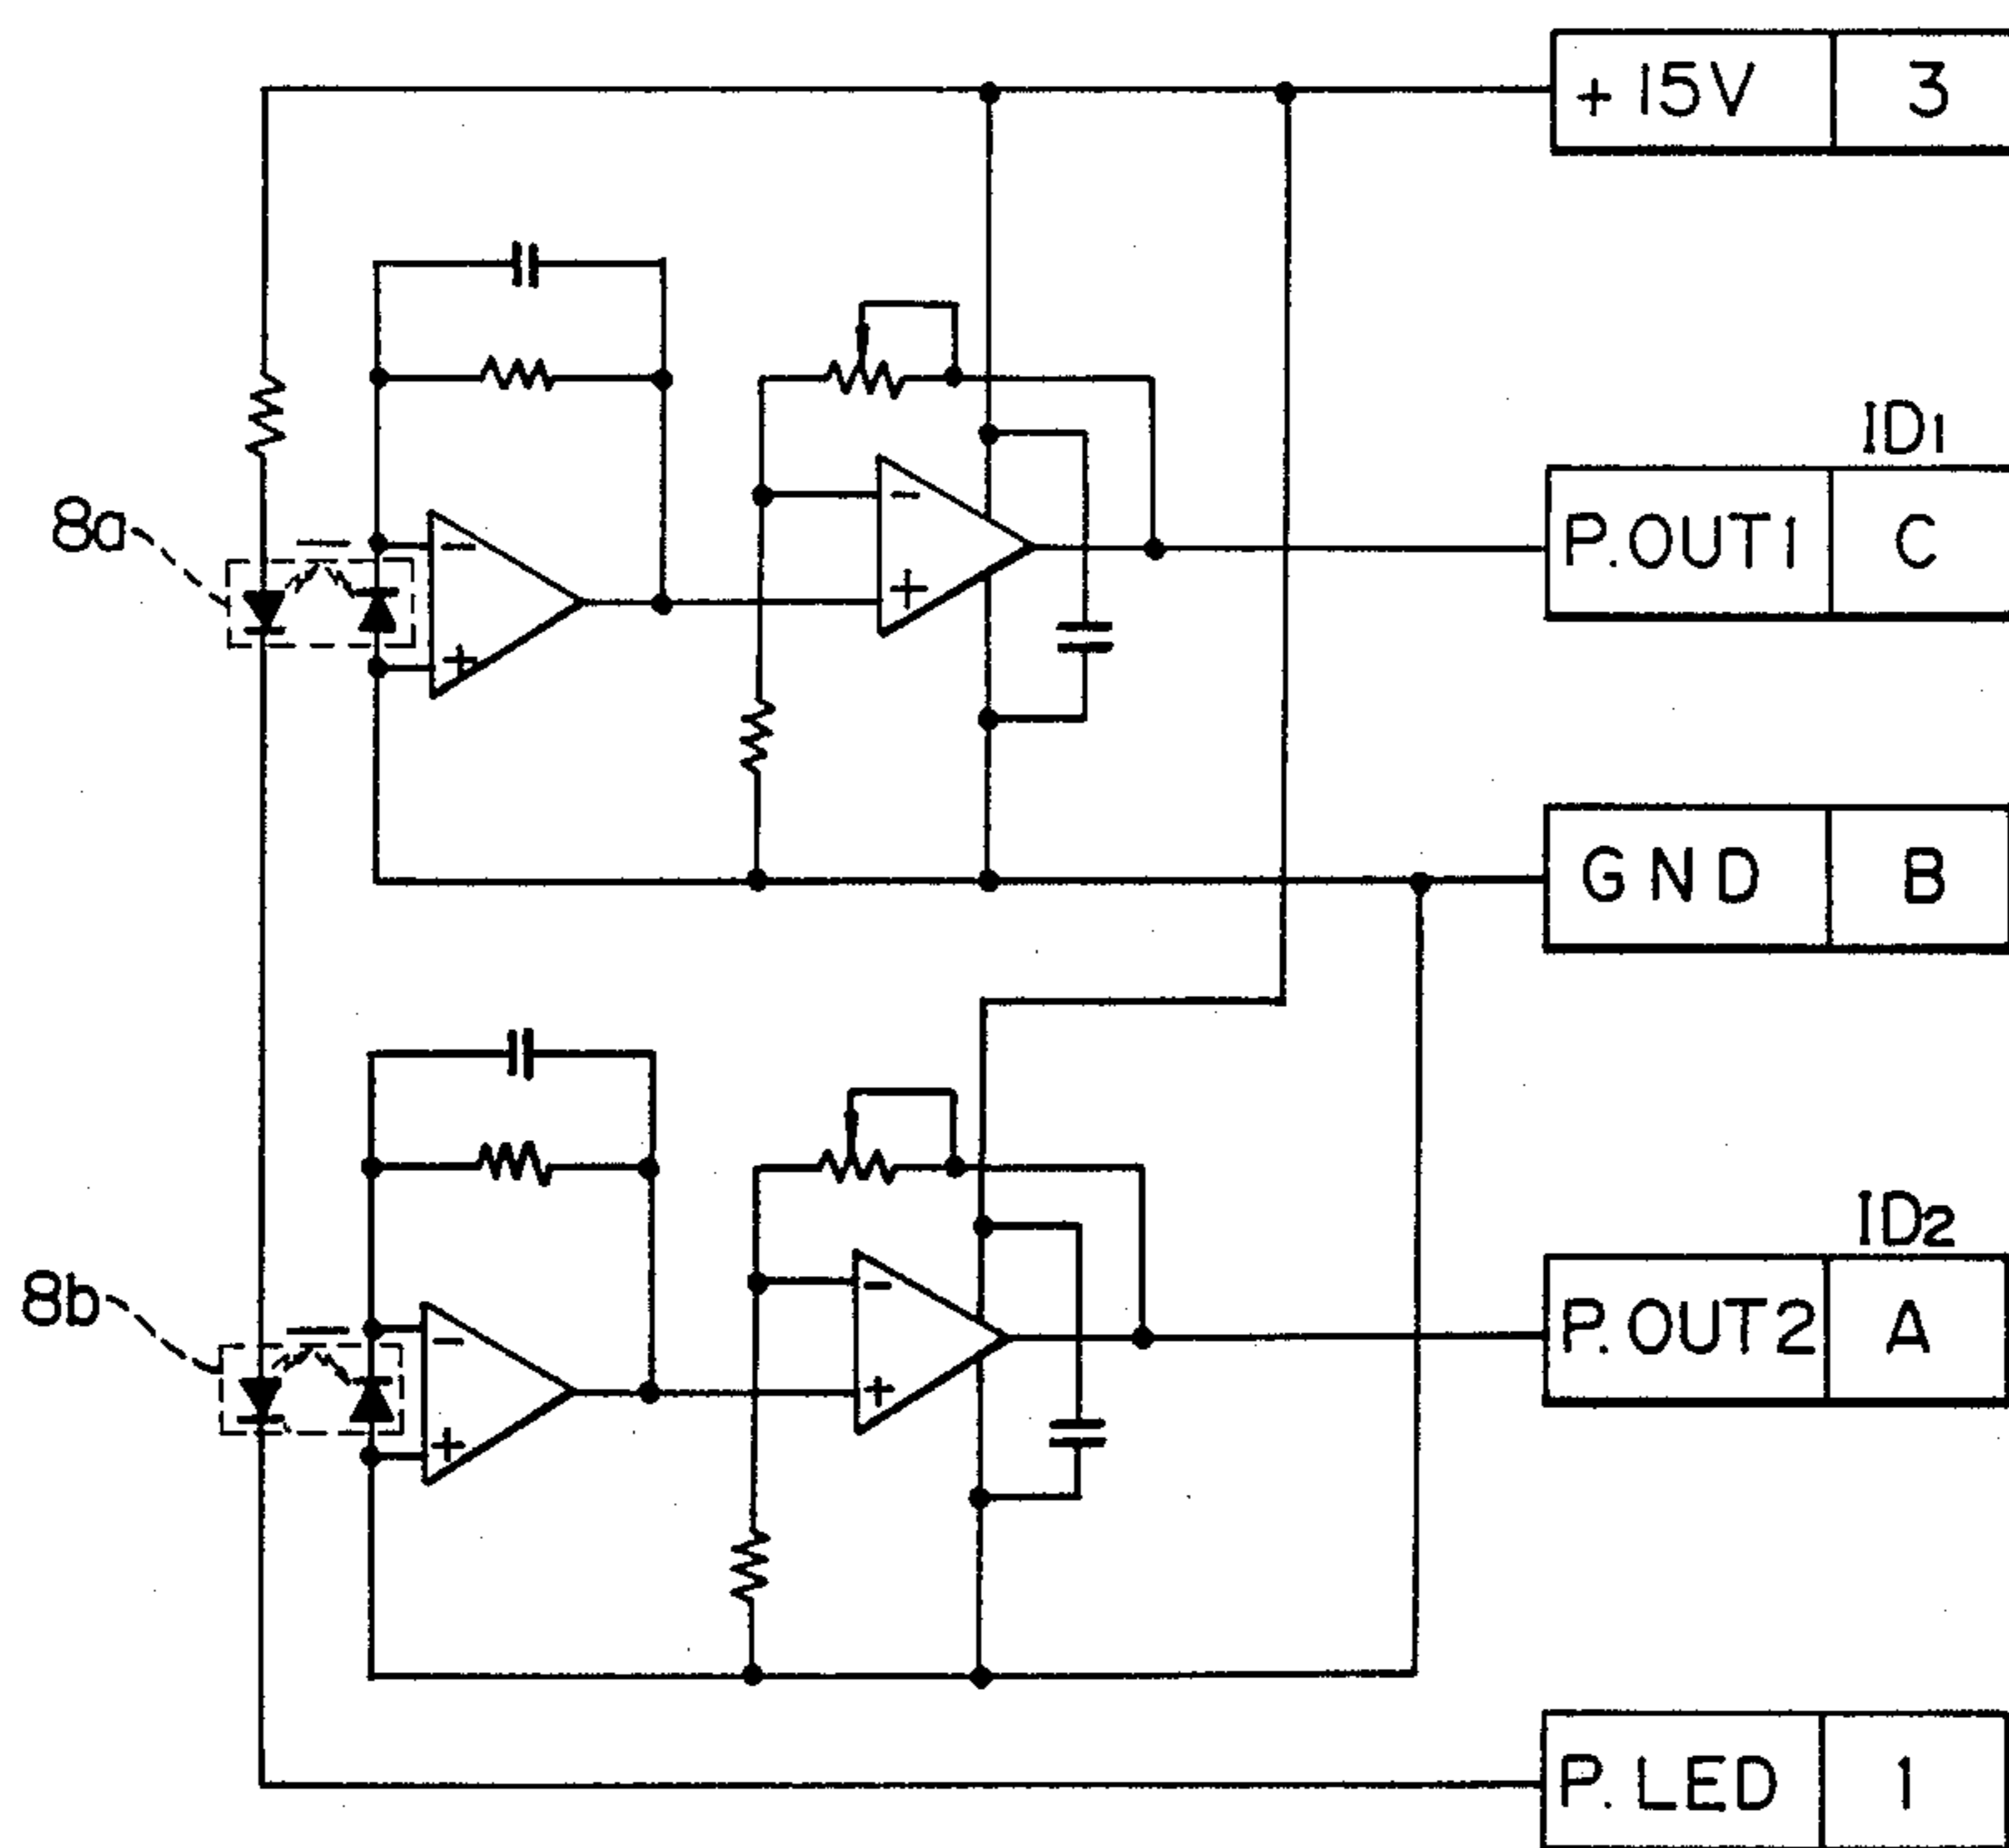 +15V 3
ID1
P.OUT1 C
8a
GND B
ID2
P.OUT2 A
8b
P.LED 1